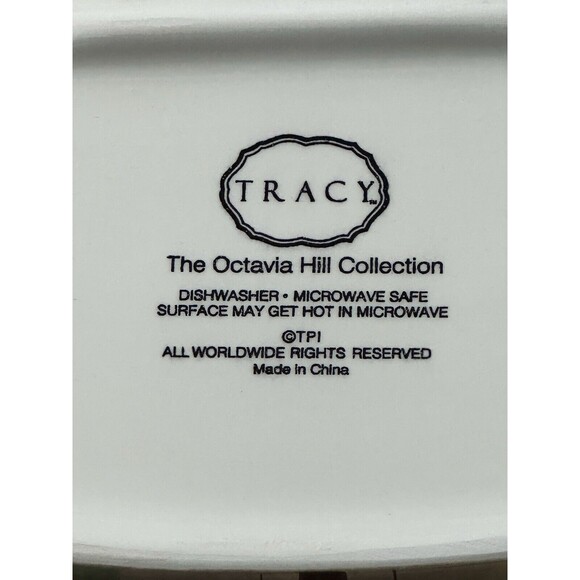 TRACY™
The Octavia Hill Collection
DISHWASHER • MICROWAVE SAFE
SURFACE MAY GET HOT IN MICROWAVE
©TPI
ALL WORLDWIDE RIGHTS RESERVED
Made in China